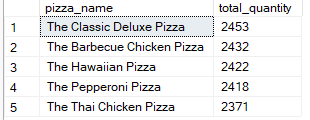 pizza_name total_quantity
1 The Classic Deluxe Pizza 2453
2 The Barbecue Chicken Pizza 2432
3 The Hawaiian Pizza 2422
4 The Pepperoni Pizza 2418
5 The Thai Chicken Pizza 2371